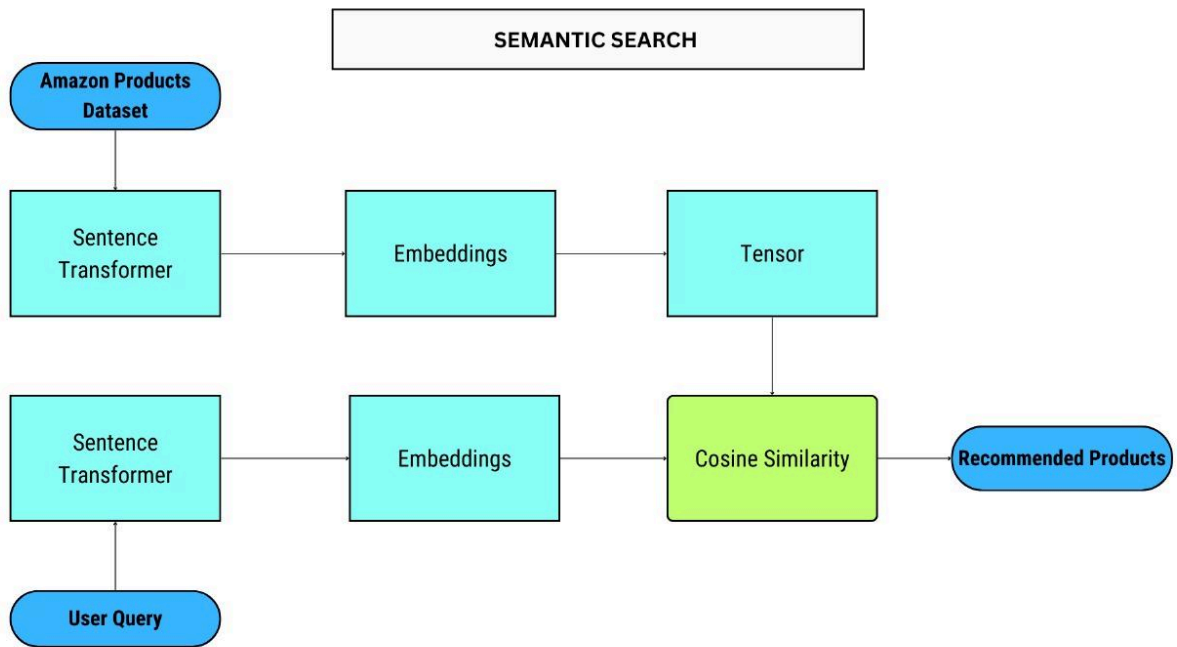 SEMANTIC SEARCH
Amazon Products
Dataset
Sentence
Transformer
Embeddings
Tensor
Sentence
Transformer
Embeddings
Cosine Similarity
Recommended Products
User Query